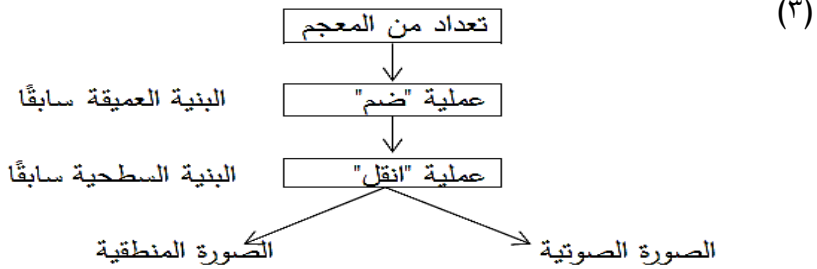 (٣)
تعداد من المعجم
عملية "ضم"
البنية العميقة سابقًا
عملية "انقل"
البنية السطحية سابقًا
الصورة الصوتية
الصورة المنطقية